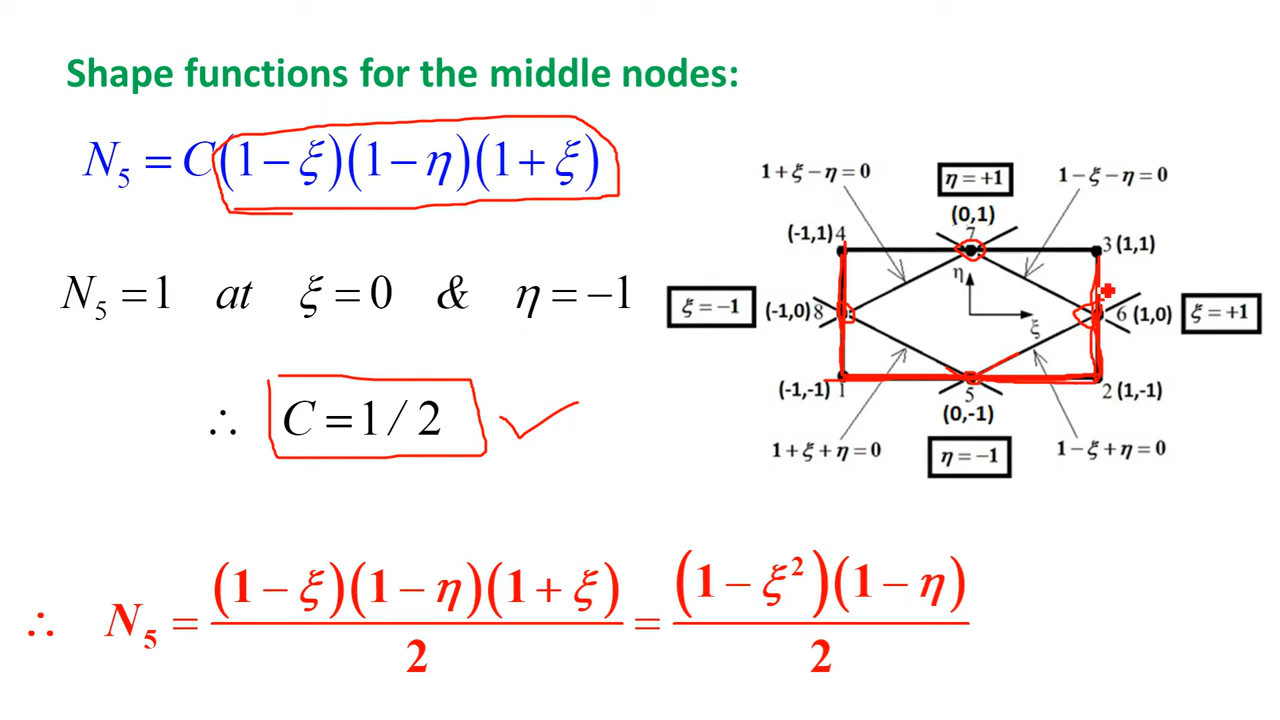 Shape functions for the middle nodes:
N₅ = C(1 − ξ)(1 − η)(1 + ξ)
N₅ = 1 at ξ = 0 & η = −1
∴ C = 1 / 2
1 + ξ − η = 0
η = +1
1 − ξ − η = 0
(0,1)
(-1,1) 4
7
3 (1,1)
η
ξ = −1
(-1,0) 8
ξ
6 (1,0)
ξ = +1
(-1,-1) 1
5
2 (1,-1)
(0,-1)
1 + ξ + η = 0
η = −1
1 − ξ + η = 0
∴ N₅ = (1 − ξ)(1 − η)(1 + ξ) / 2 = (1 − ξ²)(1 − η) / 2